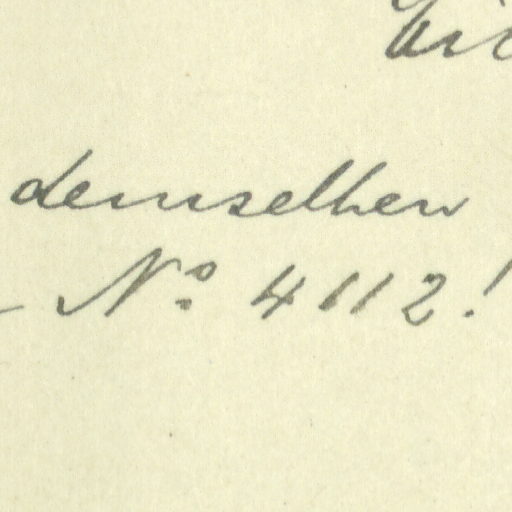 demselben
- No 4112!